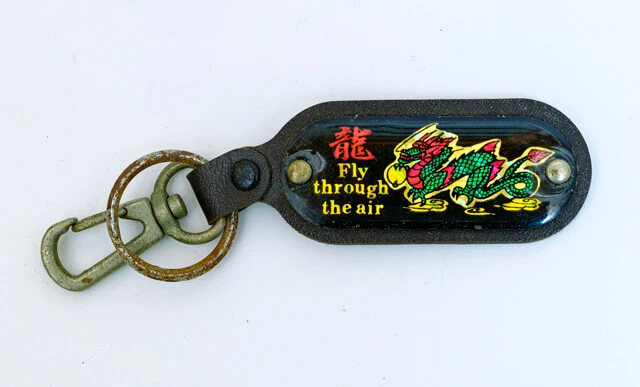 龍
Fly
through
the air